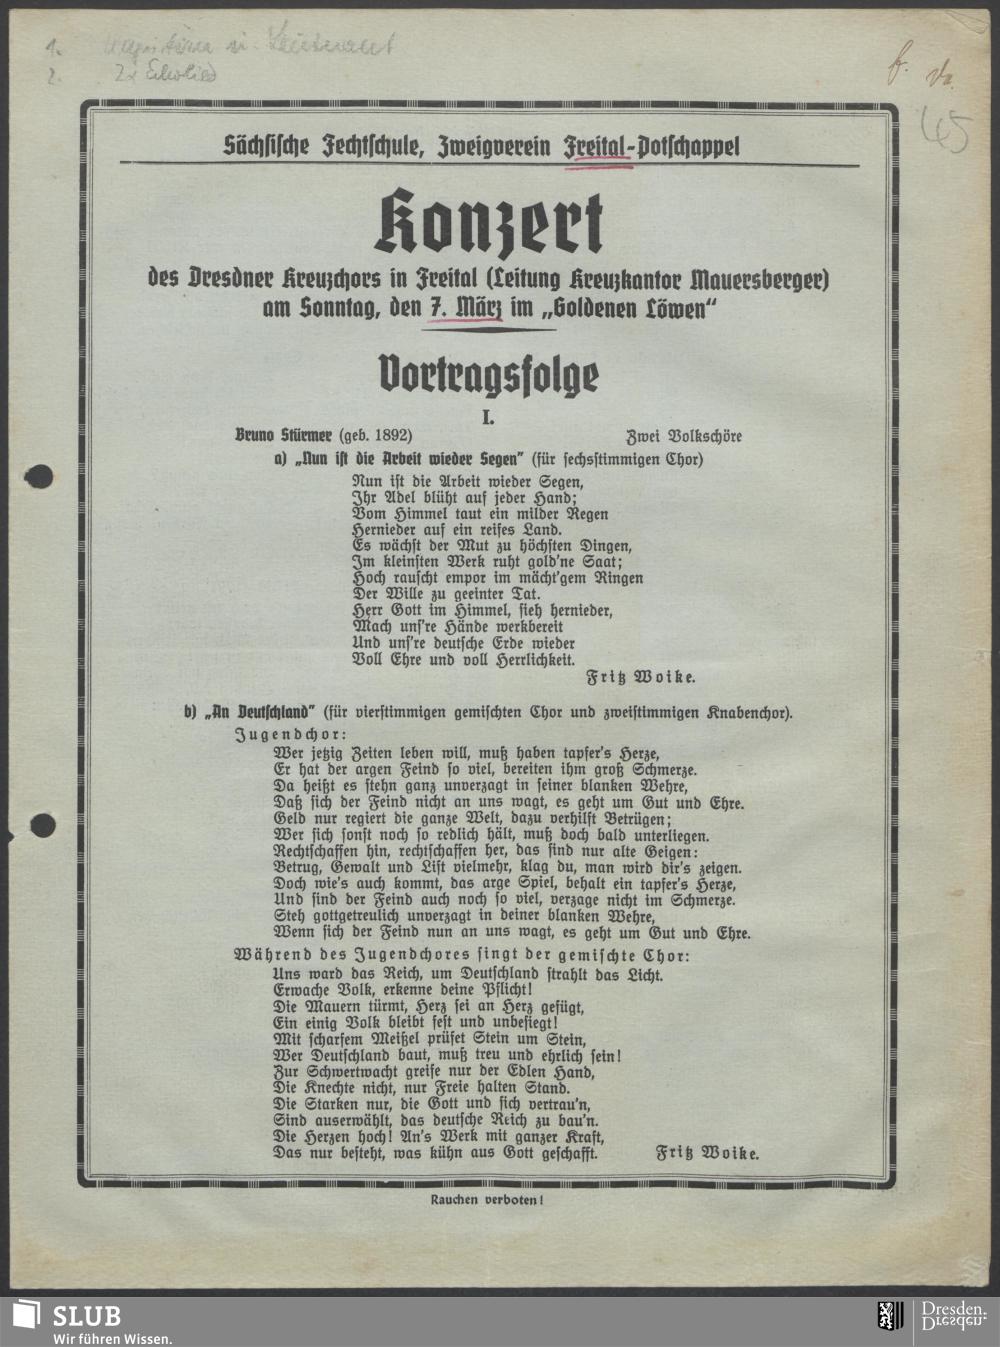 1.
2.
45
Sächsische Fechtschule, Zweigverein Freital-Potschappel
Konzert
des Dresdner Kreuzchors in Freital (Leitung Kreuzkantor Mauersberger)
am Sonntag, den 7. März im „Goldenen Löwen“
Vortragsfolge
I.
Bruno Stürmer (geb. 1892) Zwei Volkschöre
a) „Nun ist die Arbeit wieder Segen“ (für sechsstimmigen Chor)
Nun ist die Arbeit wieder Segen,
Ihr Adel blüht auf jeder Hand;
Vom Himmel taut ein milder Regen
Hernieder auf ein reifes Land.
Es wächst der Mut zu höchsten Dingen,
Im kleinsten Werk ruht gold'ne Saat;
Hoch rauscht empor im mächt'gem Ringen
Der Wille zu geeinter Tat.
Herr Gott im Himmel, sieh hernieder,
Mach uns're Hände werkbereit
Und uns're deutsche Erde wieder
Voll Ehre und voll Herrlichkeit.
Fritz Woike.
b) „An Deutschland“ (für vierstimmigen gemischten Chor und zweistimmigen Knabenchor).
Jugendchor:
Wer jetzig Zeiten leben will, muß haben tapfer's Herze,
Er hat der argen Feind so viel, bereiten ihm groß Schmerze.
Da heißt es stehn ganz unverzagt in seiner blanken Wehre,
Daß sich der Feind nicht an uns wagt, es geht um Gut und Ehre.
Geld nur regiert die ganze Welt, dazu verhilft Betrügen;
Wer sich sonst noch so redlich hält, muß doch bald unterliegen.
Rechtschaffen hin, rechtschaffen her, das sind nur alte Geigen:
Betrug, Gewalt und List vielmehr, klag du, man wird dir's zeigen.
Doch wie's auch kommt, das arge Spiel, behalt ein tapfer's Herze,
Und sind der Feind auch noch so viel, verzage nicht im Schmerze.
Steh gottgetreulich unverzagt in deiner blanken Wehre,
Wenn sich der Feind nun an uns wagt, es geht um Gut und Ehre.
Während des Jugendchores singt der gemischte Chor:
Uns ward das Reich, um Deutschland strahlt das Licht.
Erwache Volk, erkenne deine Pflicht!
Die Mauern türmt, Herz sei an Herz gefügt,
Ein einig Volk bleibt fest und unbesiegt!
Mit scharfem Meißel prüfet Stein um Stein,
Wer Deutschland baut, muß treu und ehrlich sein!
Zur Schwertwacht greife nur der Edlen Hand,
Die Knechte nicht, nur Freie halten Stand.
Die Starken nur, die Gott und sich vertrau'n,
Sind auserwählt, das deutsche Reich zu bau'n.
Die Herzen hoch! An's Werk mit ganzer Kraft,
Das nur besteht, was kühn aus Gott geschafft. Fritz Woike.
Rauchen verboten!
SLUB
Wir führen Wissen.
Dresden.
Dresden.